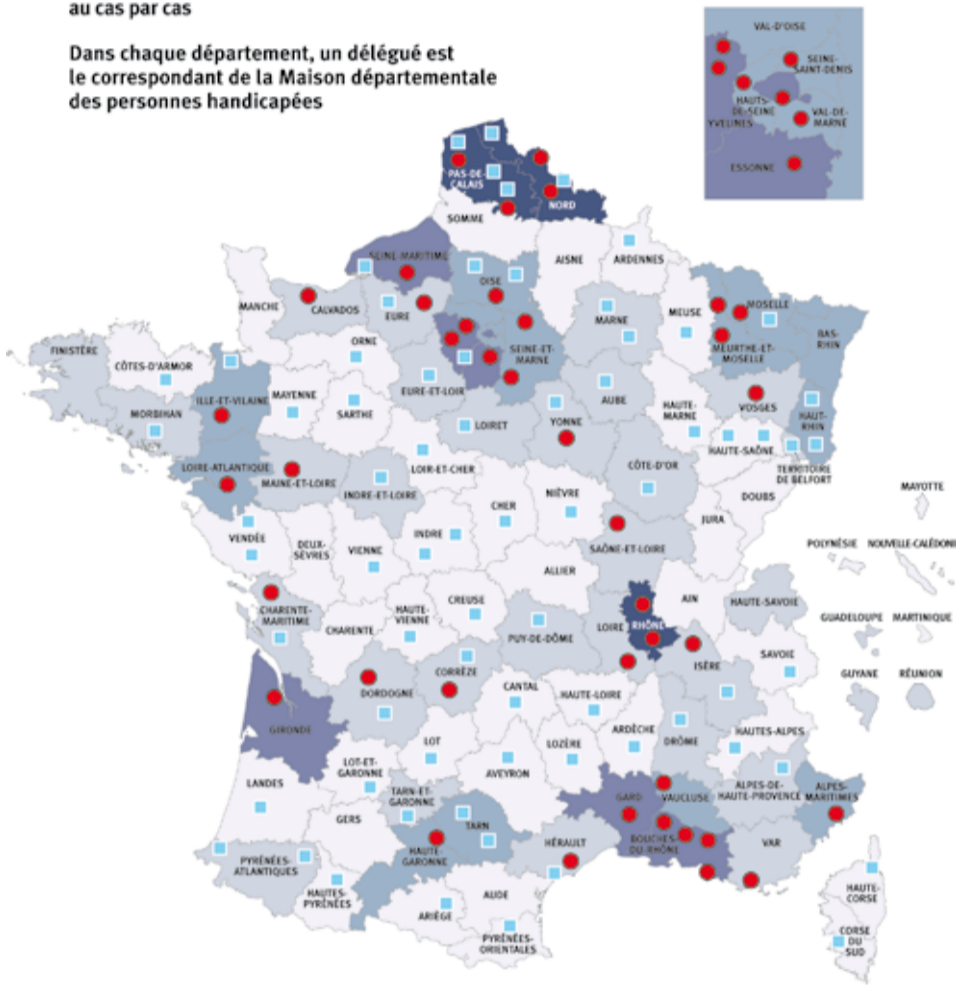 au cas par cas
Dans chaque département, un délégué est
le correspondant de la Maison départementale
des personnes handicapées
VAL-D'OISE
SEINE-
SAINT-DENIS
HAUTS-
DE-SEINE
YVELINES
VAL-DE-
MARNE
ESSONNE
PAS-DE-
CALAIS
NORD
SOMME
SEINE-MARITIME
AISNE
ARDENNES
OISE
MANCHE
CALVADOS
EURE
MARNE
MEUSE
MOSELLE
BAS-
RHIN
MEURTHE-ET-
MOSELLE
ORNE
SEINE-ET-
MARNE
FINISTÈRE
CÔTES-D'ARMOR
EURE-ET-LOIR
AUBE
HAUTE-
MARNE
VOSGES
HAUT-
RHIN
ILLE-ET-VILAINE
MAYENNE
SARTHE
MORBIHAN
LOIRET
YONNE
HAUTE-SAÔNE
TERRITOIRE
DE BELFORT
LOIRE-ATLANTIQUE
MAINE-ET-LOIRE
LOIR-ET-CHER
INDRE-ET-LOIRE
CÔTE-D'OR
NIÈVRE
DOUBS
CHER
JURA
MAYOTTE
VENDÉE
DEUX-
SÈVRES
VIENNE
INDRE
SAÔNE-ET-LOIRE
POLYNÉSIE
NOUVELLE-CALÉDONI
ALLIER
AIN
HAUTE-SAVOIE
CHARENTE-
MARITIME
CHARENTE
HAUTE-
VIENNE
CREUSE
PUY-DE-DÔME
LOIRE
RHÔNE
GUADELOUPE
MARTINIQUE
SAVOIE
ISÈRE
CORRÈZE
DORDOGNE
CANTAL
HAUTE-LOIRE
GUYANE
RÉUNION
GIRONDE
ARDÈCHE
DRÔME
HAUTES-ALPES
LOT
LOZÈRE
LOT-ET-
GARONNE
AVEYRON
LANDES
TARN-ET-
GARONNE
GARD
VAUCLUSE
ALPES-DE-
HAUTE-PROVENCE
ALPES-
MARITIMES
GERS
TARN
HAUTE-
GARONNE
HÉRAULT
BOUCHES-
DU-RHÔNE
VAR
PYRÉNÉES-
ATLANTIQUES
HAUTES-
PYRÉNÉES
AUDE
ARIÈGE
PYRÉNÉES-
ORIENTALES
HAUTE-
CORSE
CORSE
DU
SUD